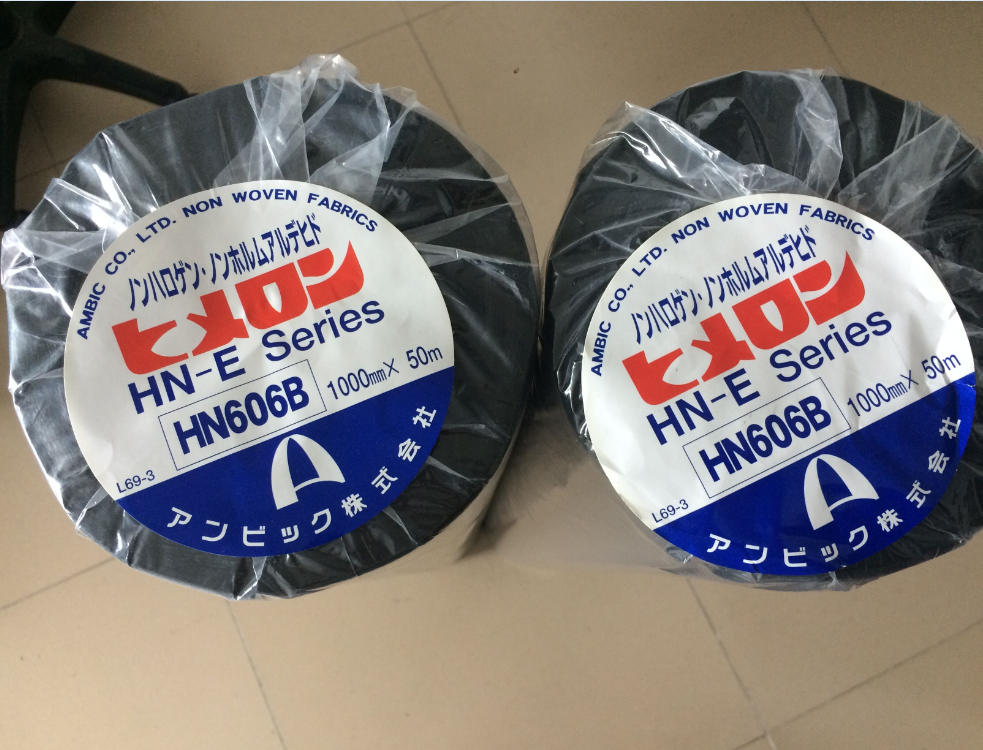 AMBIC CO., LTD. NON WOVEN FABRICS
ノンハロゲン・ノンホルムアルデヒド
ヒメロン
HN-E Series
HN606B
1000mm×50m
L69-3
アンビック株式会社
AMBIC CO., LTD. NON WOVEN FABRICS
ノンハロゲン・ノンホルムアルデヒド
ヒメロン
HN-E Series
HN606B
1000mm×50m
L69-3
アンビック株式会社